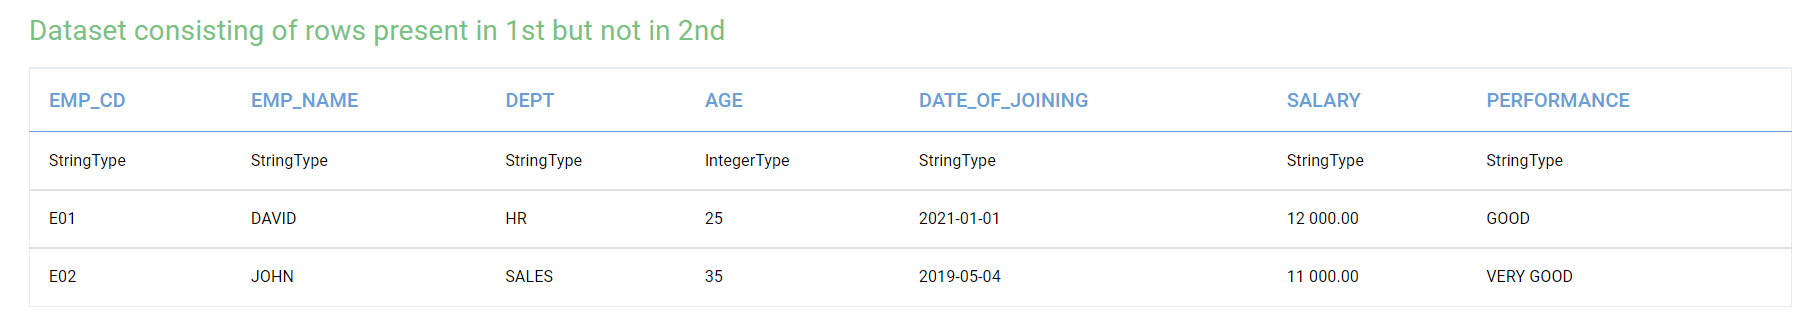 Dataset consisting of rows present in 1st but not in 2nd
EMP_CD EMP_NAME DEPT AGE DATE_OF_JOINING SALARY PERFORMANCE
StringType StringType StringType IntegerType StringType StringType StringType
E01 DAVID HR 25 2021-01-01 12 000.00 GOOD
E02 JOHN SALES 35 2019-05-04 11 000.00 VERY GOOD